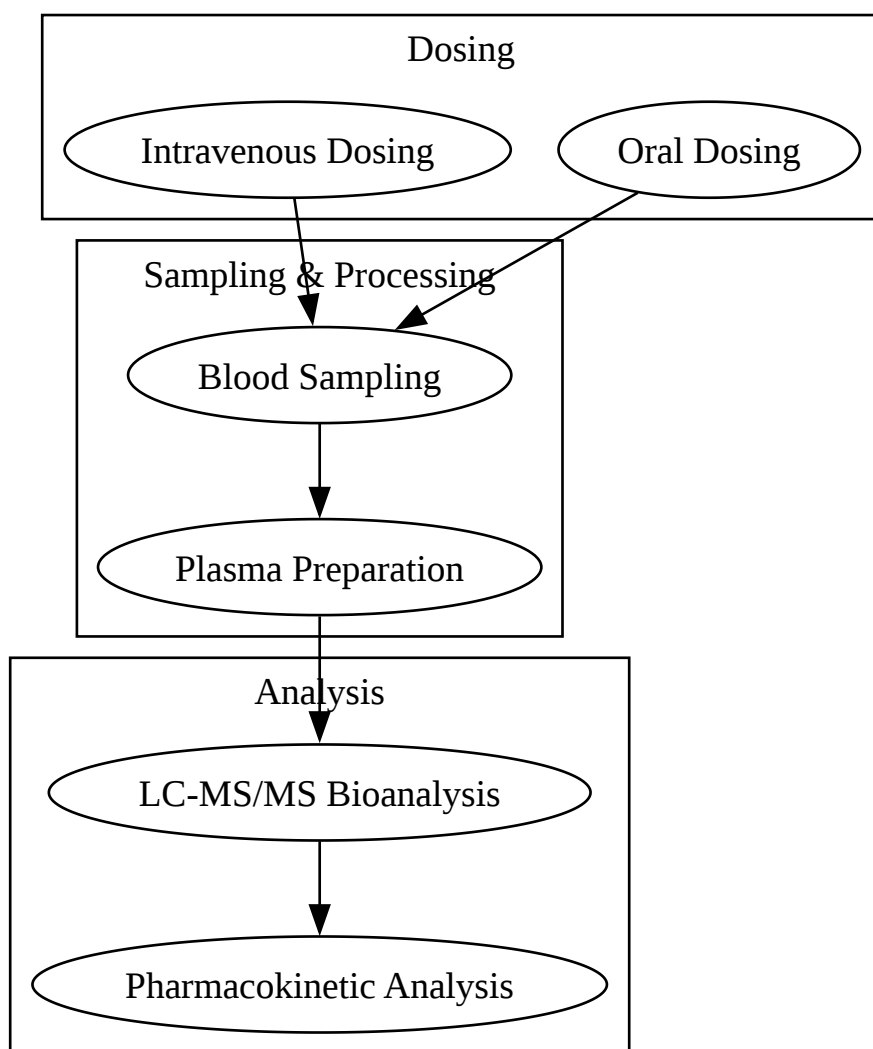 Dosing
Intravenous Dosing
Oral Dosing
Sampling & Processing
Blood Sampling
Plasma Preparation
Analysis
LC-MS/MS Bioanalysis
Pharmacokinetic Analysis